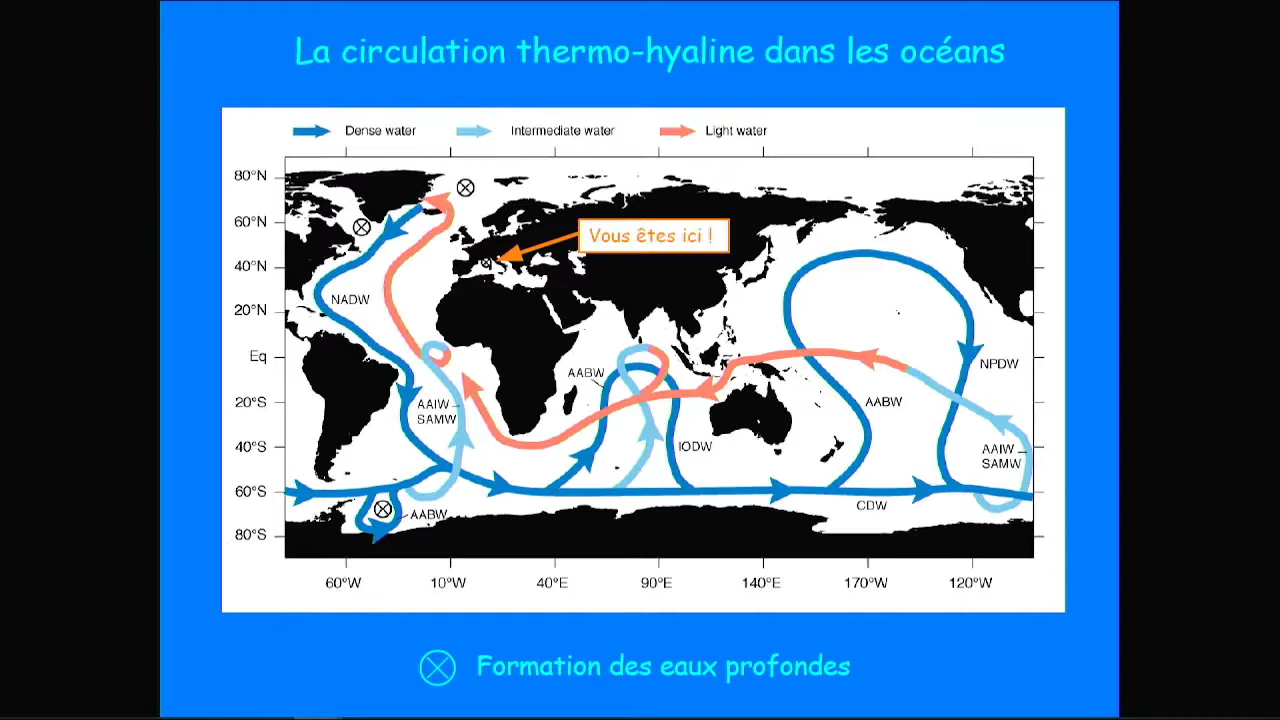 La circulation thermo-hyaline dans les océans
Dense water
Intermediate water
Light water
80°N
60°N
40°N
20°N
Eq
20°S
40°S
60°S
80°S
Vous êtes ici !
NADW
AAIW
SAMW
AABW
AABW
IODW
AABW
NPDW
AAIW
SAMW
CDW
60°W
10°W
40°E
90°E
140°E
170°W
120°W
Formation des eaux profondes